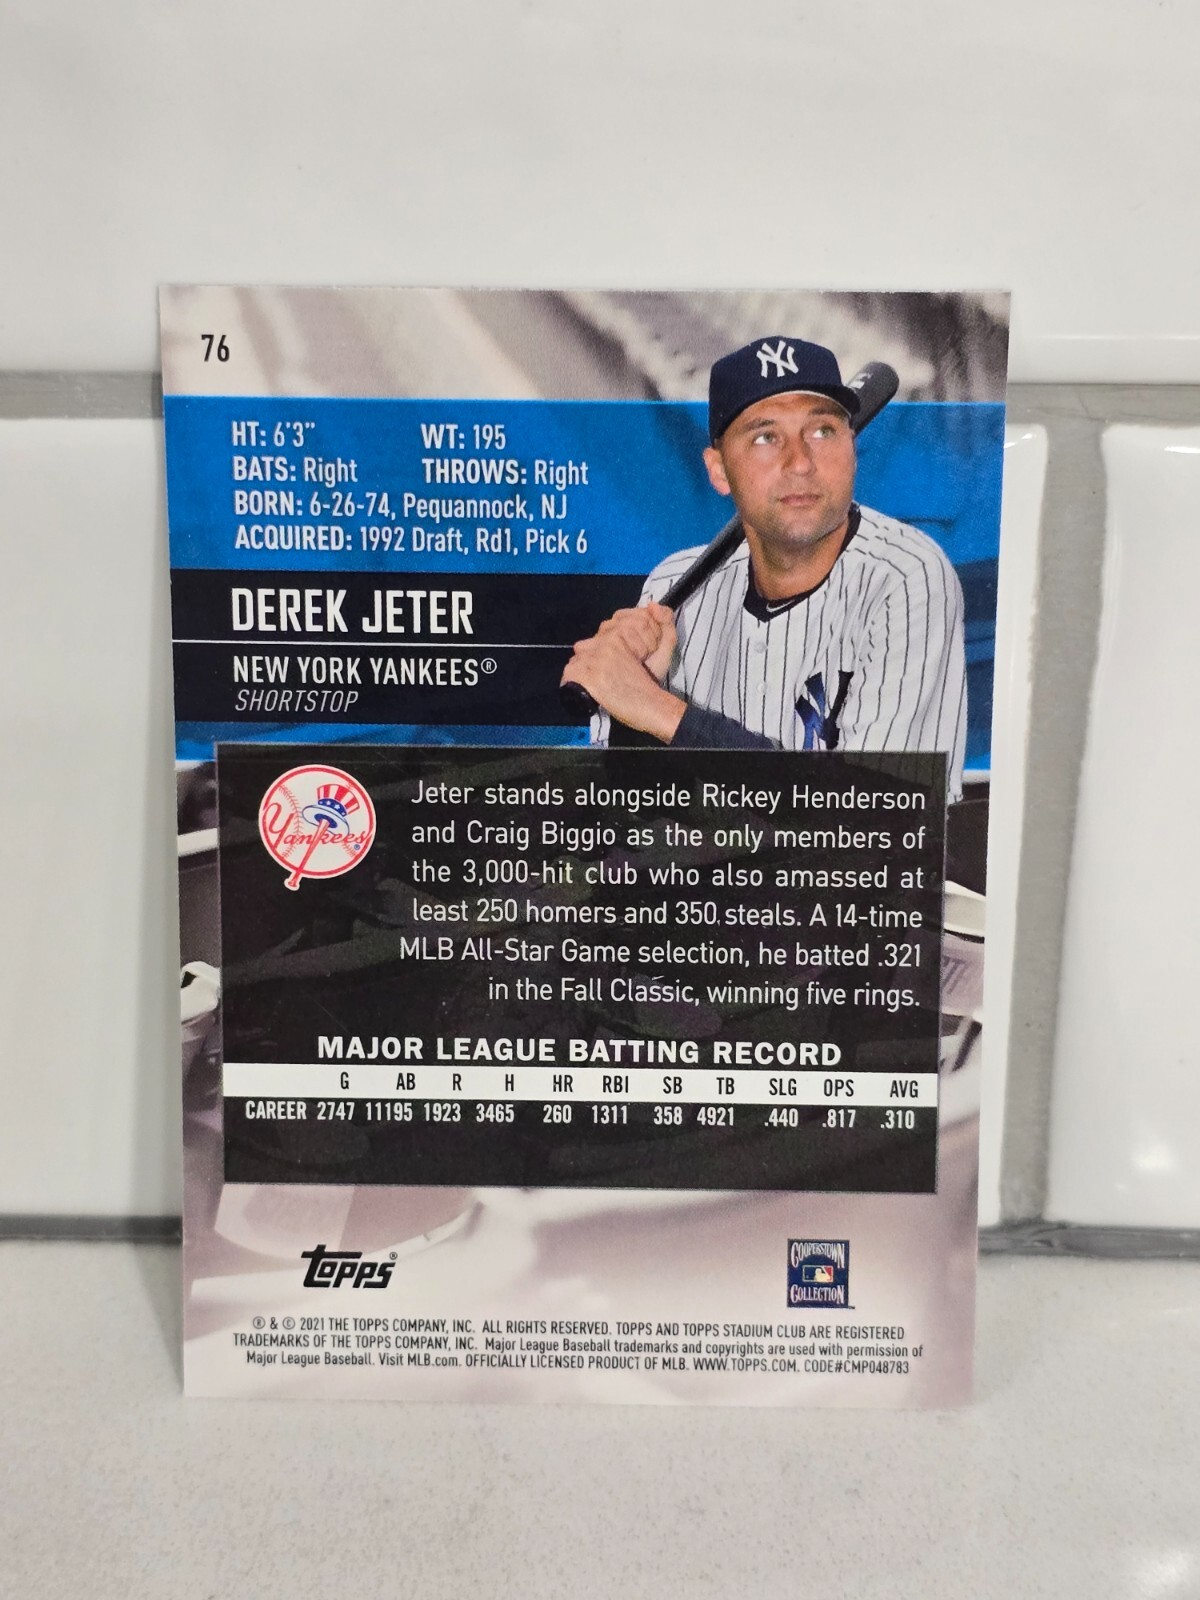 76
HT: 6'3" WT: 195
BATS: Right THROWS: Right
BORN: 6-26-74, Pequannock, NJ
ACQUIRED: 1992 Draft, Rd1, Pick 6
DEREK JETER
NEW YORK YANKEES®
SHORTSTOP
NY
NY
Yankees®
Jeter stands alongside Rickey Henderson
and Craig Biggio as the only members of
the 3,000-hit club who also amassed at
least 250 homers and 350 steals. A 14-time
MLB All-Star Game selection, he batted .321
in the Fall Classic, winning five rings.
MAJOR LEAGUE BATTING RECORD
G AB R H HR RBI SB TB SLG OPS AVG
CAREER 2747 11195 1923 3465 260 1311 358 4921 .440 .817 .310
topps®
COOPERSTOWN
COLLECTION™
® & © 2021 THE TOPPS COMPANY, INC. ALL RIGHTS RESERVED. TOPPS AND TOPPS STADIUM CLUB ARE REGISTERED
TRADEMARKS OF THE TOPPS COMPANY, INC. Major League Baseball trademarks and copyrights are used with permission of
Major League Baseball. Visit MLB.com. OFFICIALLY LICENSED PRODUCT OF MLB. WWW.TOPPS.COM. CODE#CMP048783